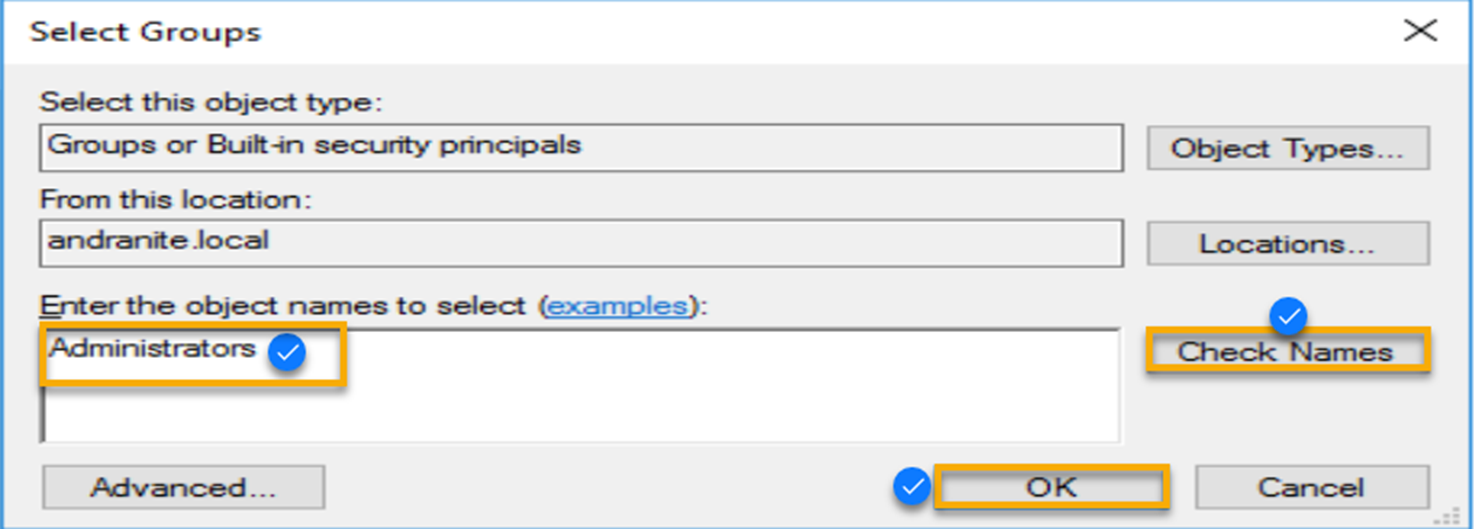 Select Groups
Select this object type:
Groups or Built-in security principals
Object Types...
From this location:
andranite.local
Locations...
Enter the object names to select (examples):
Administrators
Check Names
Advanced...
OK
Cancel